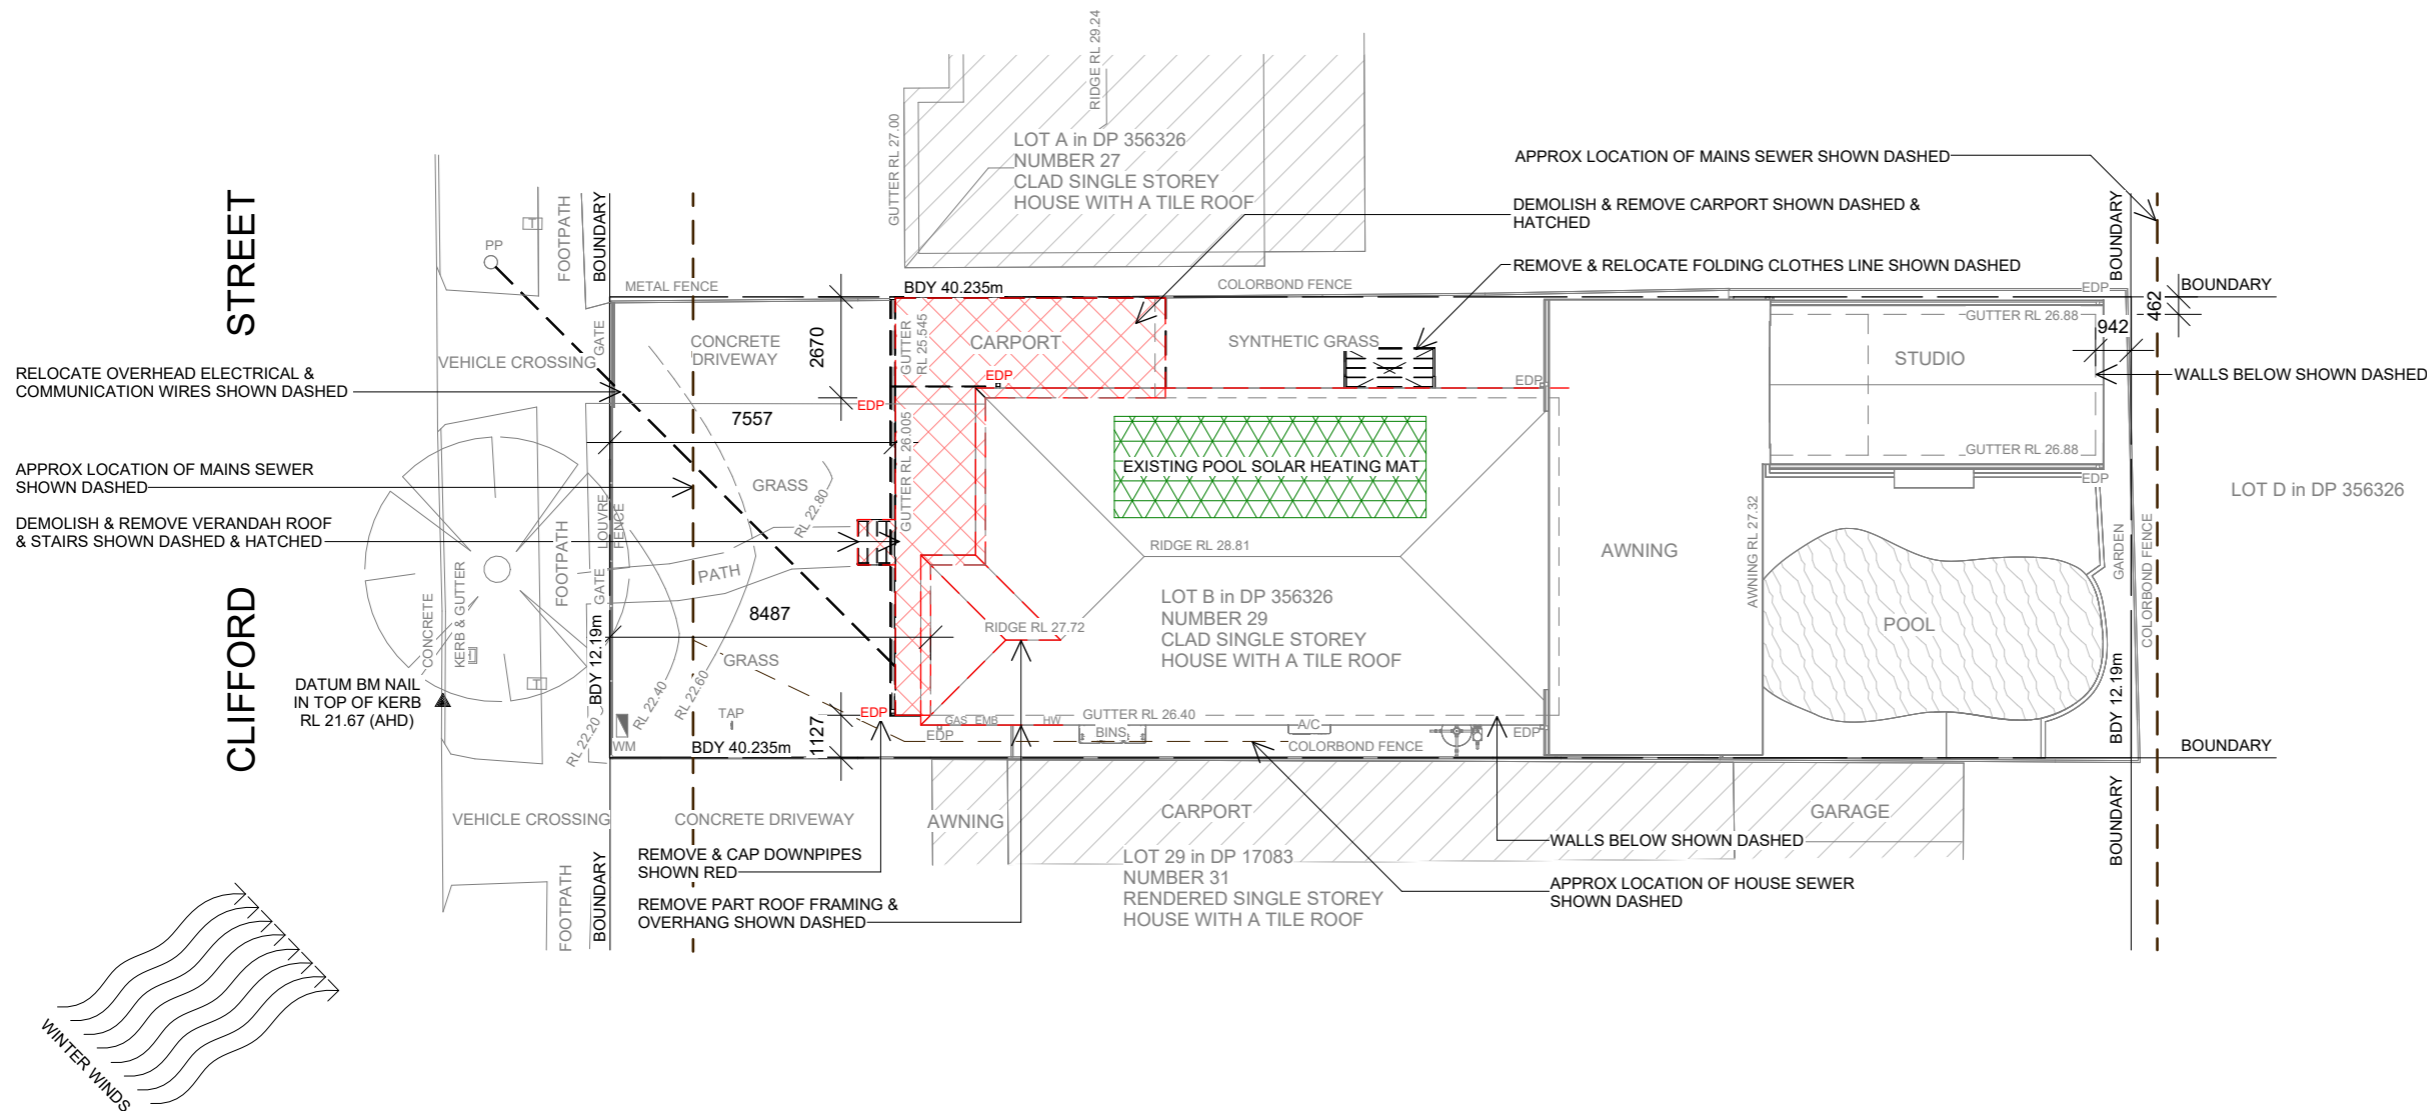 RIDGE RL 29.24
GUTTER RL 27.00
LOT A in DP 356326
NUMBER 27
CLAD SINGLE STOREY
HOUSE WITH A TILE ROOF
APPROX LOCATION OF MAINS SEWER SHOWN DASHED
DEMOLISH & REMOVE CARPORT SHOWN DASHED &
HATCHED
REMOVE & RELOCATE FOLDING CLOTHES LINE SHOWN DASHED
STREET
CLIFFORD
FOOTPATH
BOUNDARY
T
PP
METAL FENCE
BDY 40.235m
COLORBOND FENCE
EDP
BOUNDARY
BOUNDARY
462
942
GATE
VEHICLE CROSSING
CONCRETE
DRIVEWAY
2670
GUTTER
RL 25.545
CARPORT
SYNTHETIC GRASS
GUTTER RL 26.88
STUDIO
WALLS BELOW SHOWN DASHED
RELOCATE OVERHEAD ELECTRICAL &
COMMUNICATION WIRES SHOWN DASHED
EDP
EDP
EDP
7557
GUTTER RL 26.005
EXISTING POOL SOLAR HEATING MAT
GUTTER RL 26.88
EDP
LOT D in DP 356326
APPROX LOCATION OF MAINS SEWER
SHOWN DASHED
GRASS
RL 22.80
DEMOLISH & REMOVE VERANDAH ROOF
& STAIRS SHOWN DASHED & HATCHED
FOOTPATH
LOUVRE
FENCE
GATE
PATH
RIDGE RL 28.81
AWNING
AWNING RL 27.32
GARDEN
COLORBOND FENCE
POOL
CONCRETE
KERB & GUTTER
8487
LOT B in DP 356326
NUMBER 29
CLAD SINGLE STOREY
HOUSE WITH A TILE ROOF
RIDGE RL 27.72
GRASS
BDY 12.19m
RL 22.20
RL 22.40
RL 22.60
T
DATUM BM NAIL
IN TOP OF KERB
RL 21.67 (AHD)
TAP
WM
BDY 40.235m
1127
EDP
GAS EMB
HW
GUTTER RL 26.40
EDP
BINS
A/C
COLORBOND FENCE
EDP
BDY 12.19m
BOUNDARY
VEHICLE CROSSING
CONCRETE DRIVEWAY
AWNING
CARPORT
GARAGE
BOUNDARY
WALLS BELOW SHOWN DASHED
REMOVE & CAP DOWNPIPES
SHOWN RED
LOT 29 in DP 17083
NUMBER 31
RENDERED SINGLE STOREY
HOUSE WITH A TILE ROOF
APPROX LOCATION OF HOUSE SEWER
SHOWN DASHED
REMOVE PART ROOF FRAMING &
OVERHANG SHOWN DASHED
FOOTPATH
BOUNDARY
WINTER WINDS